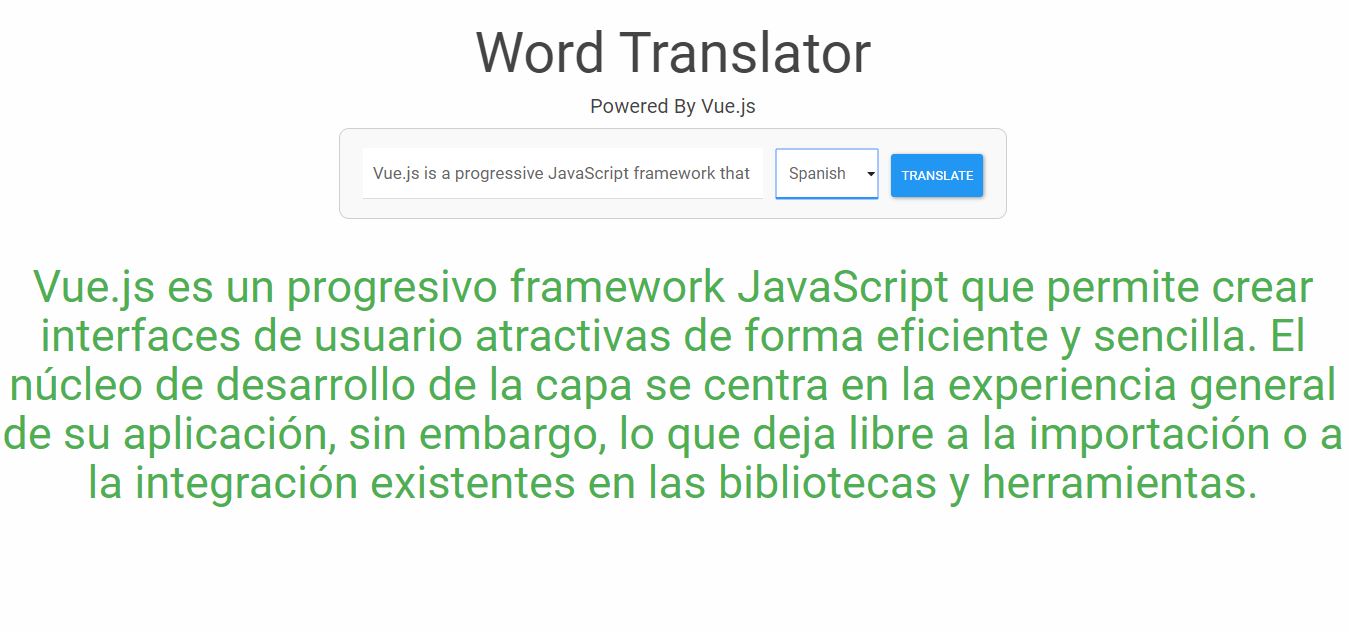 Word Translator
Powered By Vue.js
Vue.js is a progressive JavaScript framework that
Spanish
TRANSLATE
Vue.js es un progresivo framework JavaScript que permite crear
interfaces de usuario atractivas de forma eficiente y sencilla. El
núcleo de desarrollo de la capa se centra en la experiencia general
de su aplicación, sin embargo, lo que deja libre a la importación o a
la integración existentes en las bibliotecas y herramientas.